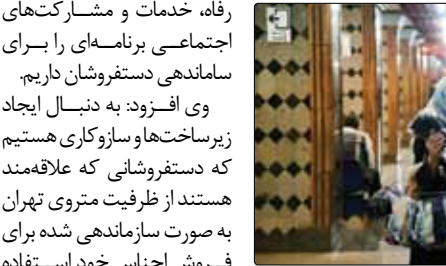 رفاه، خدمات و مشارکت‌های
اجتماعی برنامه‌ای را برای
ساماندهی دستفروشان داریم.
وی افزود: به دنبال ایجاد
زیرساخت‌ها و سازوکاری هستیم
که دستفروشانی که علاقه‌مند
هستند از ظرفیت متروی تهران
به صورت سازماندهی شده برای
فروش اجناس خود استفاده